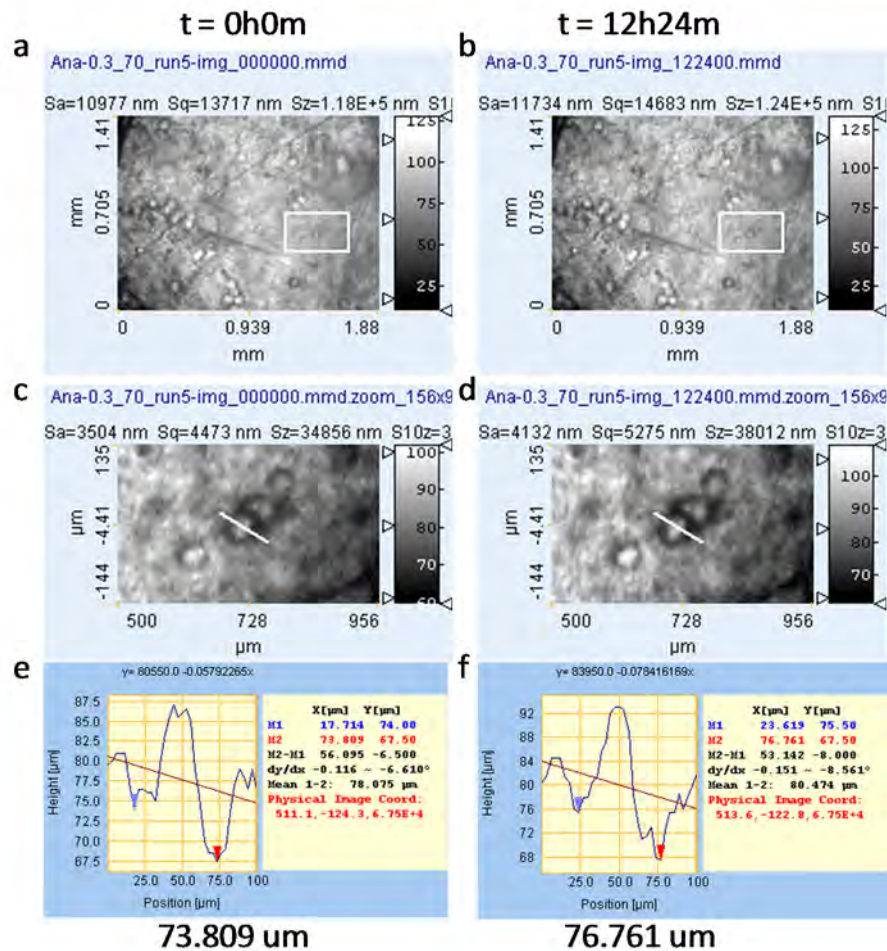 t = 0h0m
t = 12h24m
a
b
Ana-0.3_70_run5-img_000000.mmd
Ana-0.3_70_run5-img_122400.mmd
Sa=10977 nm Sq=13717 nm Sz=1.18E+5 nm S1
Sa=11734 nm Sq=14683 nm Sz=1.24E+5 nm S1
1.41
0.705
0
mm
125
100
75
50
25
0
0.939
1.88
mm
1.41
0.705
0
mm
125
100
75
50
25
0
0.939
1.88
mm
c
d
Ana-0.3_70_run5-img_000000.mmd.zoom_156x9
Ana-0.3_70_run5-img_122400.mmd.zoom_156x9
Sa=3504 nm Sq=4473 nm Sz=34856 nm S10z=3
Sa=4132 nm Sq=5275 nm Sz=38012 nm S10z=3
135
-4.41
-144
µm
100
90
80
70
60
500
728
956
µm
135
-4.41
-144
µm
100
90
80
70
500
728
956
µm
e
f
y= 80550.0 -0.05792265x
y= 83950.0 -0.078416169x
87.5
85.0
82.5
80.0
77.5
75.0
72.5
70.0
67.5
Height [µm]
25.0 50.0 75.0 100
Position [µm]
X[µm] Y[µm]
M1 17.714 74.00
M2 73.809 67.50
M2-M1 56.095 -6.500
dy/dx -0.116 ~ -6.610°
Mean 1-2: 78.075 µm
Physical Image Coord:
511.1,-124.3,6.75E+4
92
88
84
80
76
72
68
Height [µm]
25.0 50.0 75.0 100
Position [µm]
X[µm] Y[µm]
M1 23.619 75.50
M2 76.761 67.50
M2-M1 53.142 -8.000
dy/dx -0.151 ~ -8.561°
Mean 1-2: 80.474 µm
Physical Image Coord:
513.6,-122.8,6.75E+4
73.809 um
76.761 um